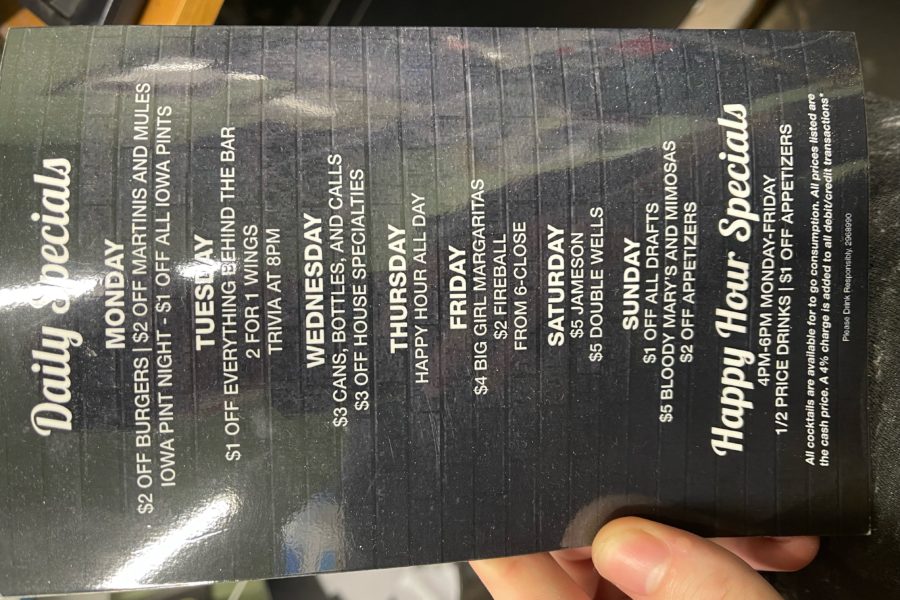 Daily Specials
MONDAY
$2 OFF BURGERS | $2 OFF MARTINIS AND MULES
IOWA PINT NIGHT - $1 OFF ALL IOWA PINTS
TUESDAY
$1 OFF EVERYTHING BEHIND THE BAR
2 FOR 1 WINGS
TRIVIA AT 8PM
WEDNESDAY
$3 CANS, BOTTLES, AND CALLS
$3 OFF HOUSE SPECIALTIES
THURSDAY
HAPPY HOUR ALL DAY
FRIDAY
$4 BIG GIRL MARGARITAS
$2 FIREBALL
FROM 6-CLOSE
SATURDAY
$5 JAMESON
$5 DOUBLE WELLS
SUNDAY
$1 OFF ALL DRAFTS
$5 BLOODY MARY'S AND MIMOSAS
$2 OFF APPETIZERS
Happy Hour Specials
4PM-6PM MONDAY-FRIDAY
1/2 PRICE DRINKS | $1 OFF APPETIZERS
All cocktails are available for to go consumption. All prices listed are
the cash price. A 4% charge is added to all debit/credit transactions*
Please Drink Responsibly 2968990